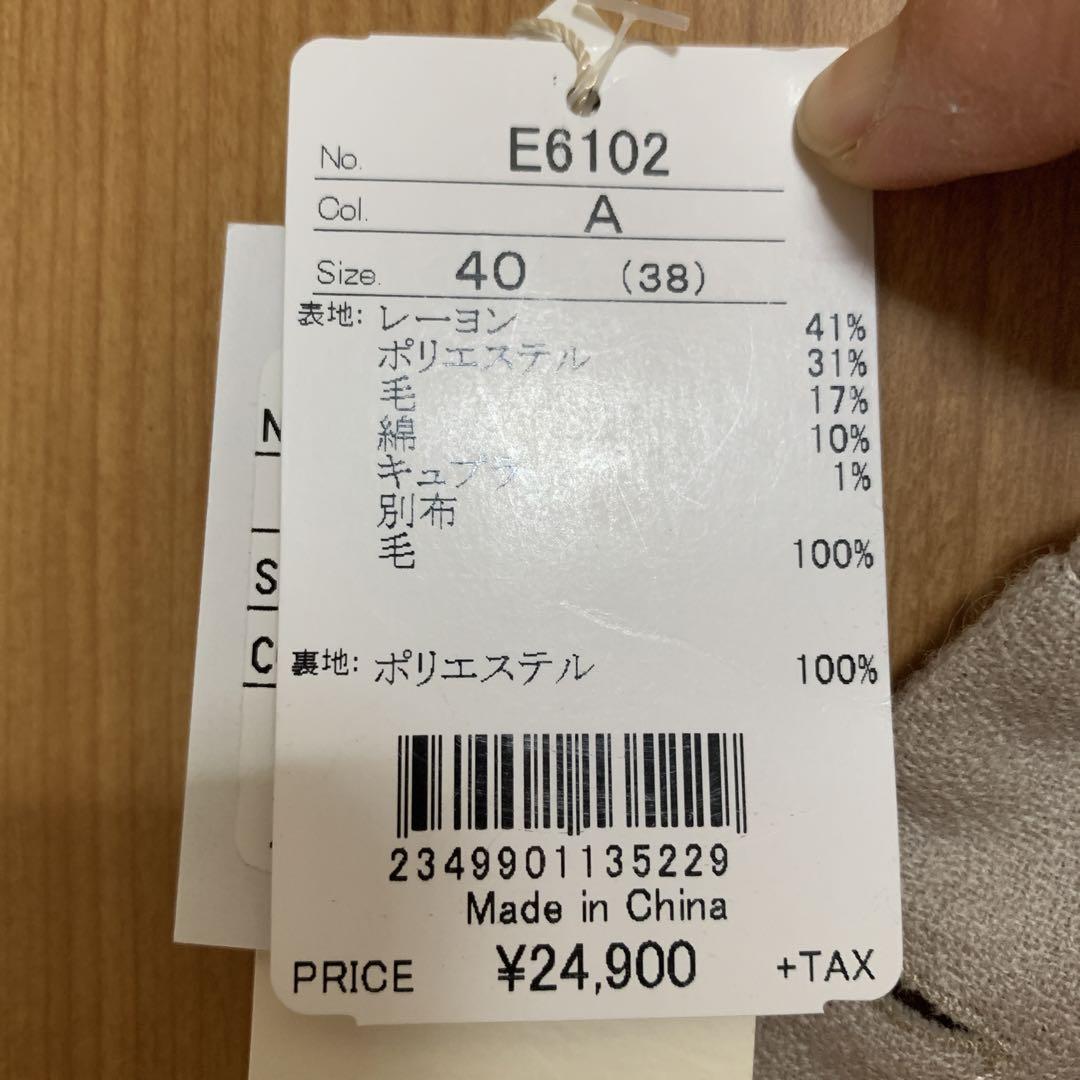 No. E6102
Col. A
Size. 40 (38)
表地: レーヨン 41%
ポリエステル 31%
毛 17%
綿 10%
キュプラ 1%
別布
毛 100%
裏地: ポリエステル 100%
2349901135229
Made in China
PRICE ¥24,900 +TAX
N
S
C